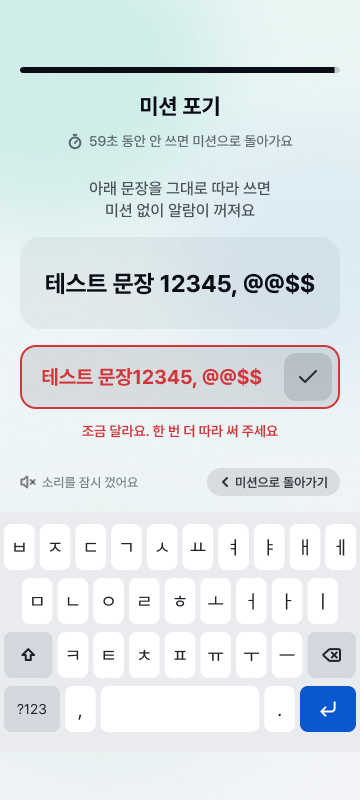 미션 포기
59초 동안 안 쓰면 미션으로 돌아가요
아래 문장을 그대로 따라 쓰면
미션 없이 알람이 꺼져요
테스트 문장 12345, @@$$
테스트 문장12345, @@$$
조금 달라요. 한 번 더 따라 써 주세요
소리를 잠시 껐어요
미션으로 돌아가기
ㅂ ㅈ ㄷ ㄱ ㅅ ㅛ ㅕ ㅑ ㅐ ㅔ
ㅁ ㄴ ㅇ ㄹ ㅎ ㅗ ㅓ ㅏ ㅣ
ㅋ ㅌ ㅊ ㅍ ㅠ ㅜ ㅡ
?123 , .